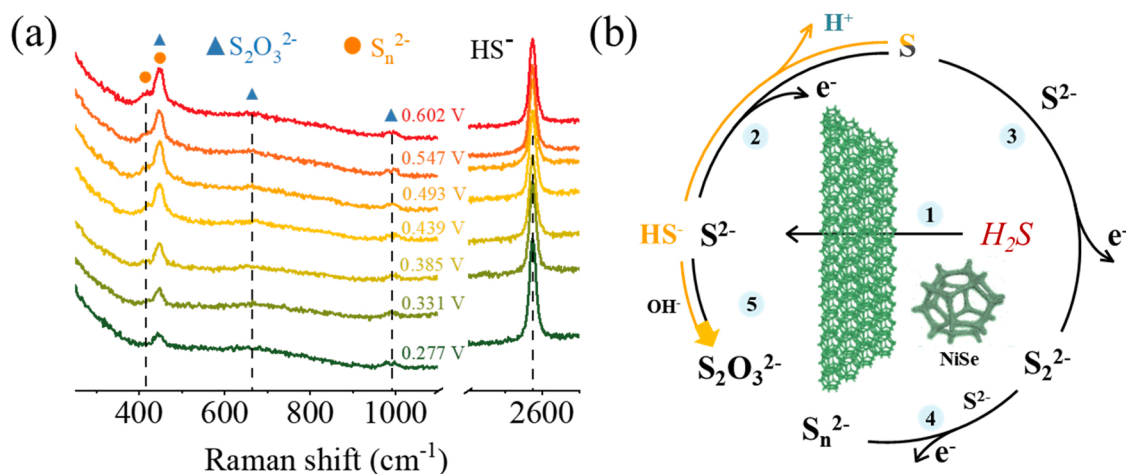 (a)
▲ S₂O₃²⁻ ● Sₙ²⁻ HS⁻
0.602 V
0.547 V
0.493 V
0.439 V
0.385 V
0.331 V
0.277 V
400 600 800 1000 2600
Raman shift (cm⁻¹)
(b)
H⁺
S
e⁻
S²⁻
2
3
1
HS⁻ S²⁻
H₂S
e⁻
OH⁻
5
NiSe
S₂O₃²⁻
S₂²⁻
S²⁻
4
Sₙ²⁻
e⁻